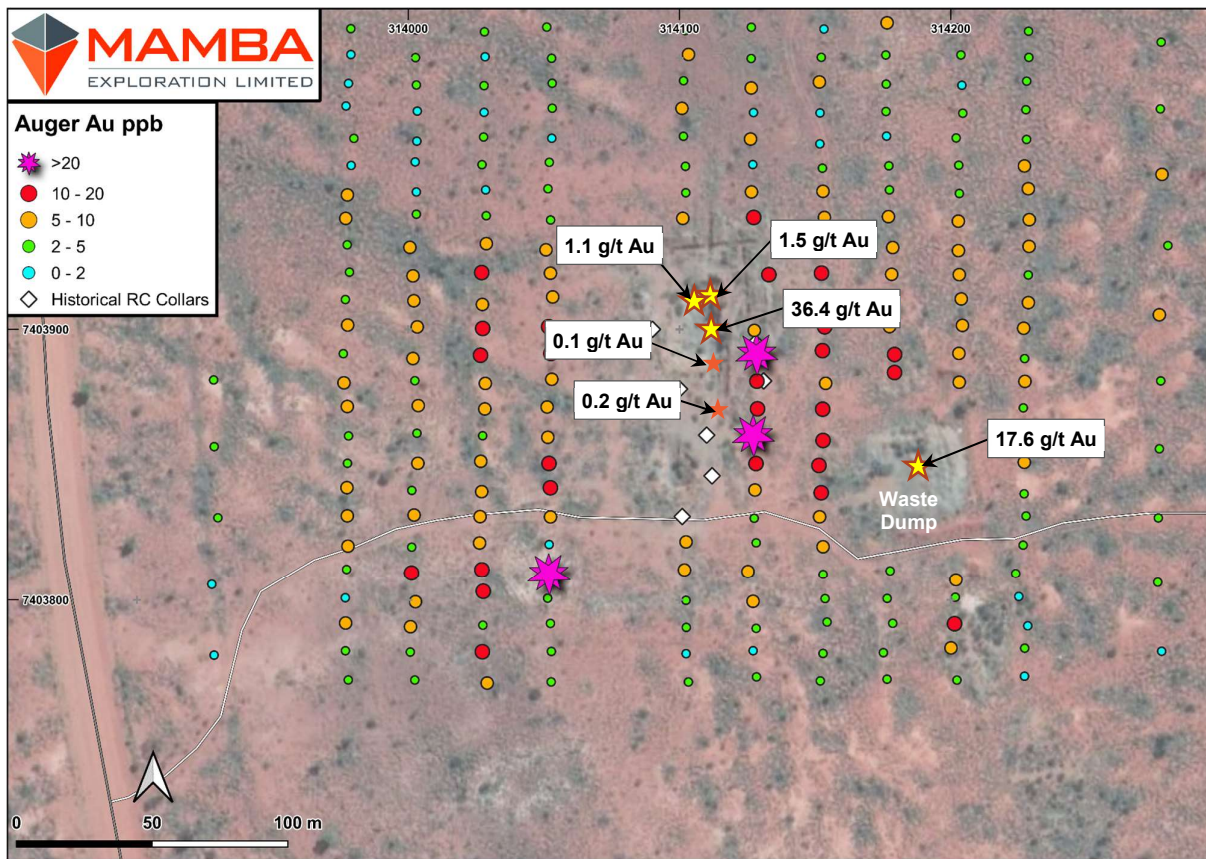 314000
314100
314200
MAMBA
EXPLORATION LIMITED
Auger Au ppb
>20
10 - 20
5 - 10
2 - 5
0 - 2
Historical RC Collars
1.1 g/t Au
1.5 g/t Au
36.4 g/t Au
7403900
0.1 g/t Au
0.2 g/t Au
17.6 g/t Au
Waste
Dump
7403800
0
50
100 m